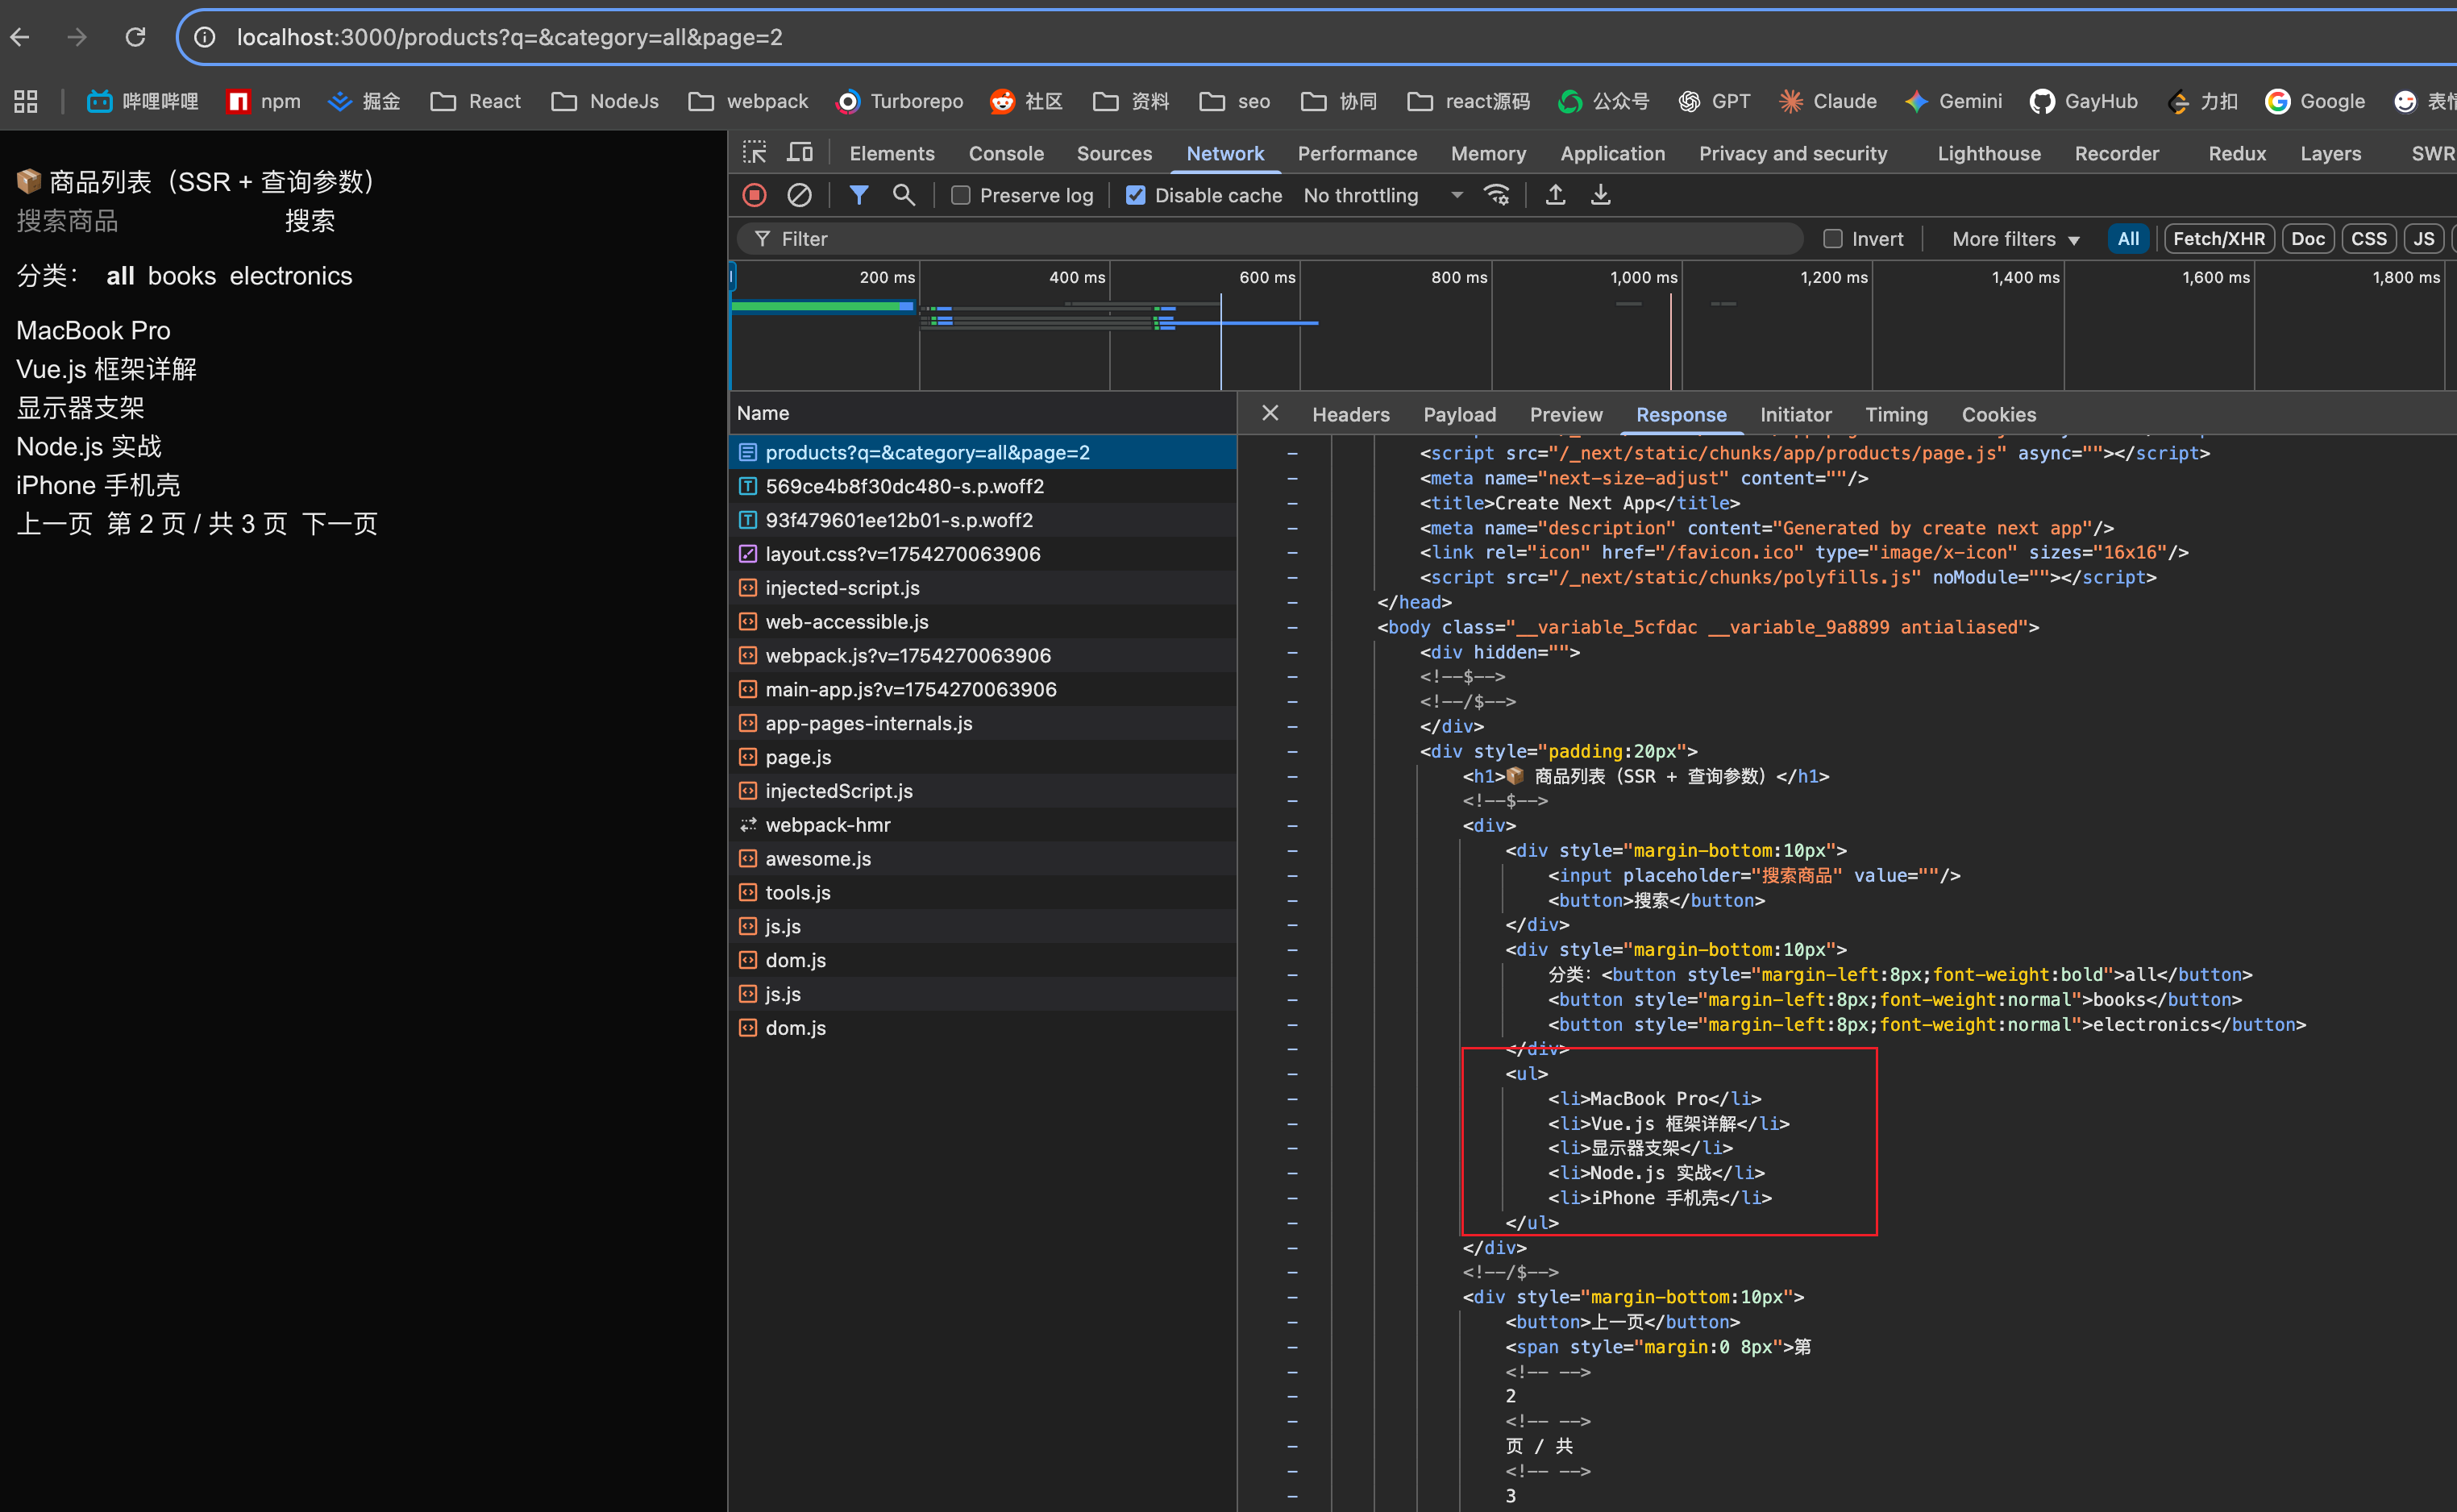 localhost:3000/products?q=&category=all&page=2
哔哩哔哩 npm 掘金 React NodeJs webpack Turborepo 社区 资料 seo 协同 react源码 公众号 GPT Claude Gemini GayHub 力扣 Google
📦 商品列表（SSR + 查询参数）
搜索商品 搜索
分类： all books electronics
MacBook Pro
Vue.js 框架详解
显示器支架
Node.js 实战
iPhone 手机壳
上一页 第 2 页 / 共 3 页 下一页
Elements Console Sources Network Performance Memory Application Privacy and security Lighthouse Recorder Redux Layers SWR
Preserve log Disable cache No throttling
Filter Invert More filters All Fetch/XHR Doc CSS JS
200 ms 400 ms 600 ms 800 ms 1,000 ms 1,200 ms 1,400 ms 1,600 ms 1,800 ms
Name
products?q=&category=all&page=2
569ce4b8f30dc480-s.p.woff2
93f479601ee12b01-s.p.woff2
layout.css?v=1754270063906
injected-script.js
web-accessible.js
webpack.js?v=1754270063906
main-app.js?v=1754270063906
app-pages-internals.js
page.js
injectedScript.js
webpack-hmr
awesome.js
tools.js
js.js
dom.js
js.js
dom.js
Headers Payload Preview Response Initiator Timing Cookies
<script src="/_next/static/chunks/app/products/page.js" async=""></script>
<meta name="next-size-adjust" content=""/>
<title>Create Next App</title>
<meta name="description" content="Generated by create next app"/>
<link rel="icon" href="/favicon.ico" type="image/x-icon" sizes="16x16"/>
<script src="/_next/static/chunks/polyfills.js" noModule=""></script>
</head>
<body class="__variable_5cfdac __variable_9a8899 antialiased">
<div hidden="">
<!--$-->
<!--/$-->
</div>
<div style="padding:20px">
<h1>📦 商品列表（SSR + 查询参数）</h1>
<!--$-->
<div>
<div style="margin-bottom:10px">
<input placeholder="搜索商品" value=""/>
<button>搜索</button>
</div>
<div style="margin-bottom:10px">
分类：<button style="margin-left:8px;font-weight:bold">all</button>
<button style="margin-left:8px;font-weight:normal">books</button>
<button style="margin-left:8px;font-weight:normal">electronics</button>
</div>
<ul>
<li>MacBook Pro</li>
<li>Vue.js 框架详解</li>
<li>显示器支架</li>
<li>Node.js 实战</li>
<li>iPhone 手机壳</li>
</ul>
</div>
<!--/$-->
<div style="margin-bottom:10px">
<button>上一页</button>
<span style="margin:0 8px">第
<!-- -->
2
<!-- -->
页 / 共
<!-- -->
3